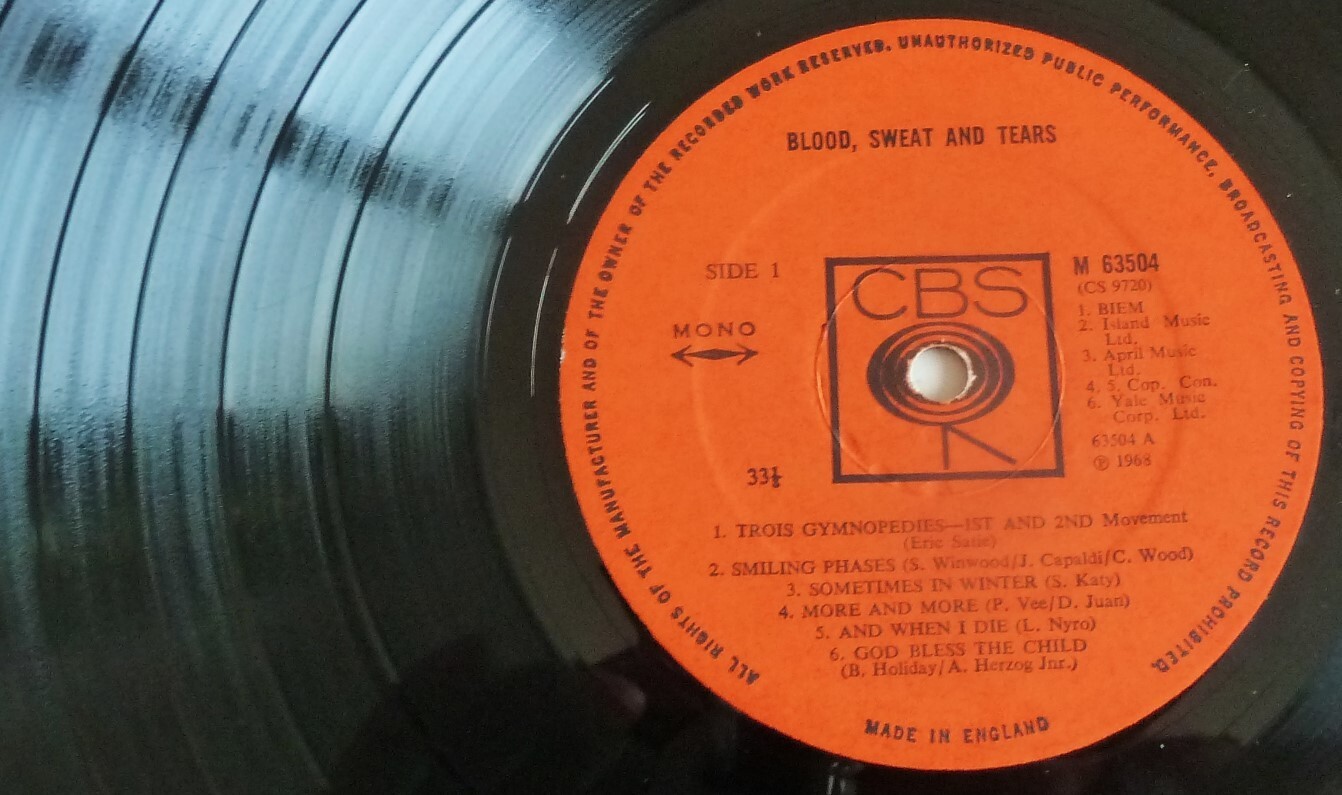 ALL RIGHTS OF THE MANUFACTURER AND OF THE OWNER OF THE RECORDED WORK RESERVED. UNAUTHORIZED PUBLIC PERFORMANCE, BROADCASTING AND COPYING OF THIS RECORD PROHIBITED.
BLOOD, SWEAT AND TEARS
SIDE 1
MONO
33⅓
CBS
M 63504
(CS 9720)
1. BIEM
2. Island Music
Ltd.
3. April Music
Ltd.
4. 5. Cop. Con.
6. Yale Music
Corp. Ltd.
63504 A
℗ 1968
1. TROIS GYMNOPEDIES—1ST AND 2ND Movement
(Eric Satie)
2. SMILING PHASES (S. Winwood/J. Capaldi/C. Wood)
3. SOMETIMES IN WINTER (S. Katy)
4. MORE AND MORE (P. Vee/D. Juan)
5. AND WHEN I DIE (L. Nyro)
6. GOD BLESS THE CHILD
(B. Holiday/A. Herzog Jnr.)
MADE IN ENGLAND